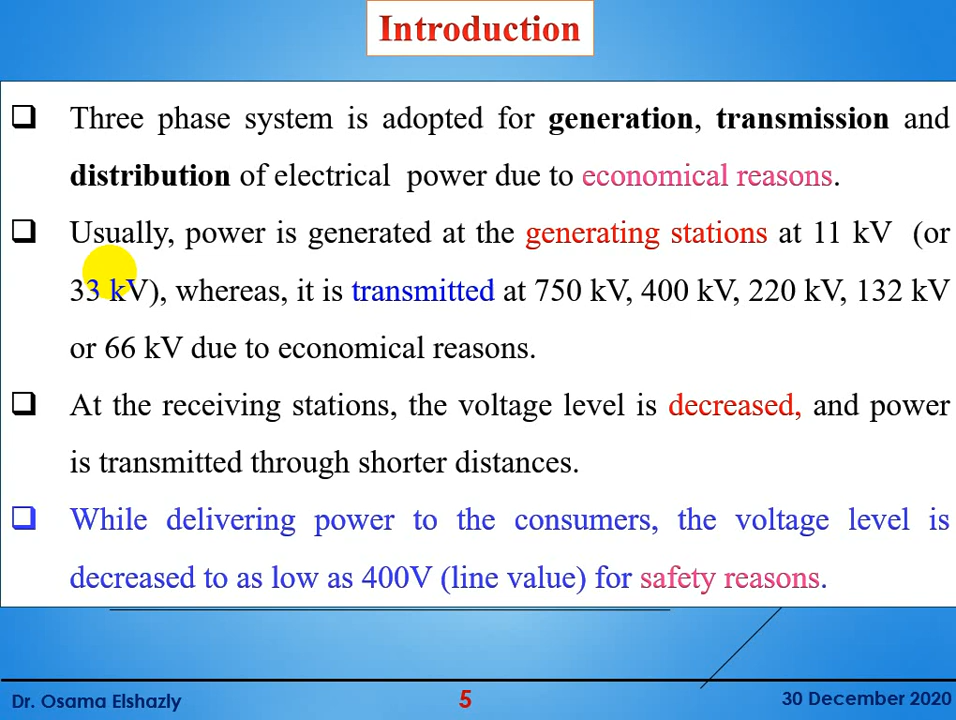 Introduction
❑ Three phase system is adopted for generation, transmission and
distribution of electrical power due to economical reasons.
❑ Usually, power is generated at the generating stations at 11 kV (or
33 kV), whereas, it is transmitted at 750 kV, 400 kV, 220 kV, 132 kV
or 66 kV due to economical reasons.
❑ At the receiving stations, the voltage level is decreased, and power
is transmitted through shorter distances.
❑ While delivering power to the consumers, the voltage level is
decreased to as low as 400V (line value) for safety reasons.
Dr. Osama Elshazly
5
30 December 2020